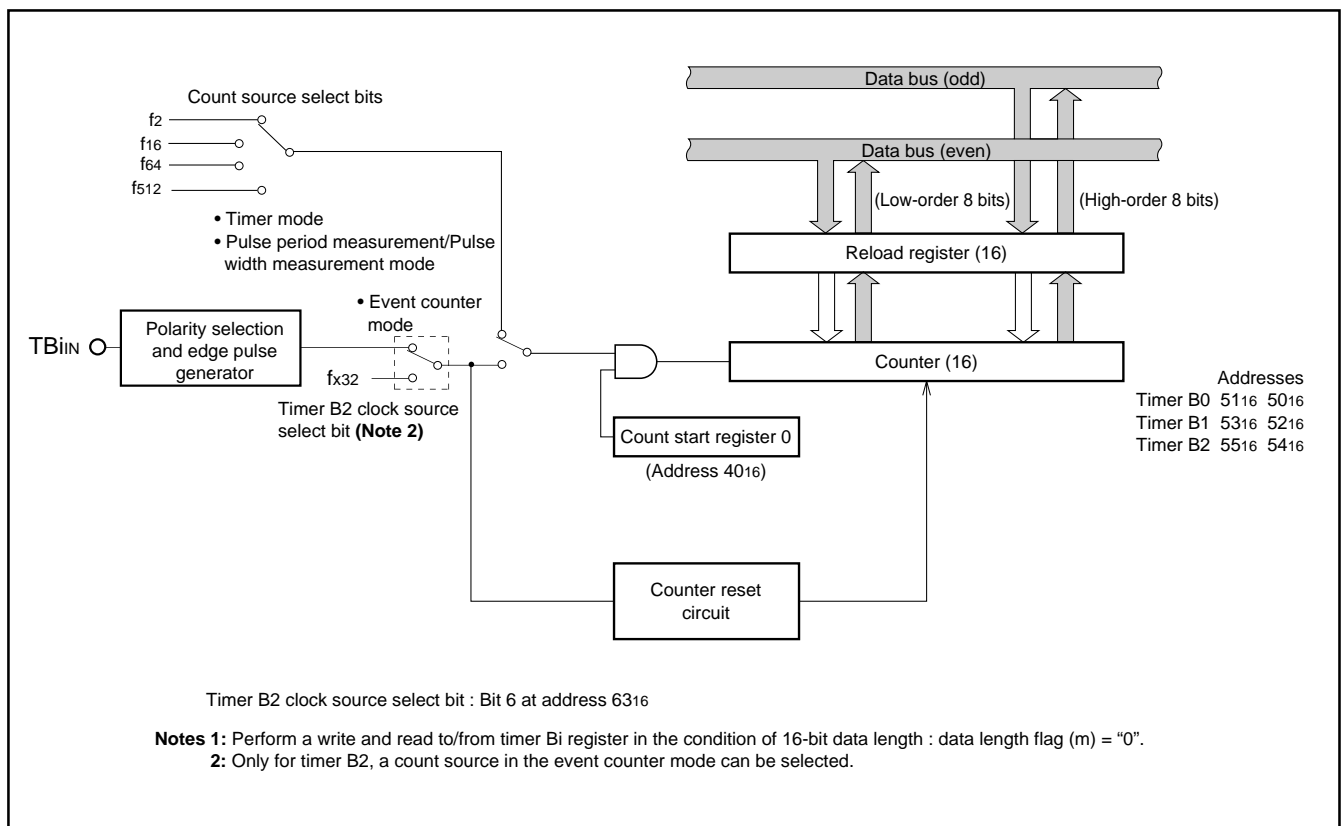 Data bus (odd)
Count source select bits
f2
f16
f64
f512
Data bus (even)
(Low-order 8 bits)
(High-order 8 bits)
• Timer mode
• Pulse period measurement/Pulse
width measurement mode
Reload register (16)
• Event counter
mode
TBiIN
Polarity selection
and edge pulse
generator
fx32
Timer B2 clock source
select bit (Note 2)
Counter (16)
Count start register 0
(Address 4016)
Addresses
Timer B0 5116 5016
Timer B1 5316 5216
Timer B2 5516 5416
Counter reset
circuit
Timer B2 clock source select bit : Bit 6 at address 6316
Notes 1: Perform a write and read to/from timer Bi register in the condition of 16-bit data length : data length flag (m) = “0”.
2: Only for timer B2, a count source in the event counter mode can be selected.